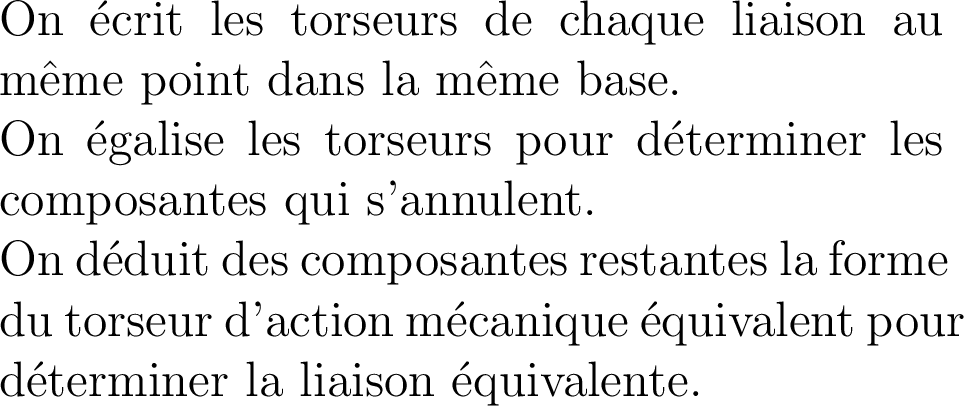 On écrit les torseurs de chaque liaison au
même point dans la même base.
On égalise les torseurs pour déterminer les
composantes qui s'annulent.
On déduit des composantes restantes la forme
du torseur d'action mécanique équivalent pour
déterminer la liaison équivalente.